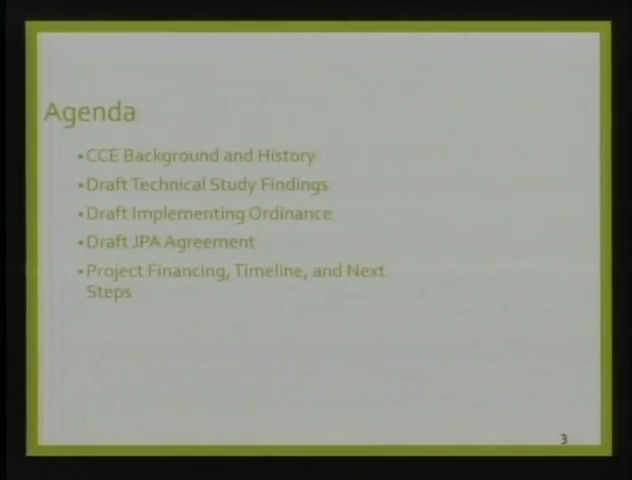 Agenda
▪CCE Background and History
▪Draft Technical Study Findings
▪Draft Implementing Ordinance
▪Draft JPA Agreement
▪Project Financing, Timeline, and Next
Steps
3